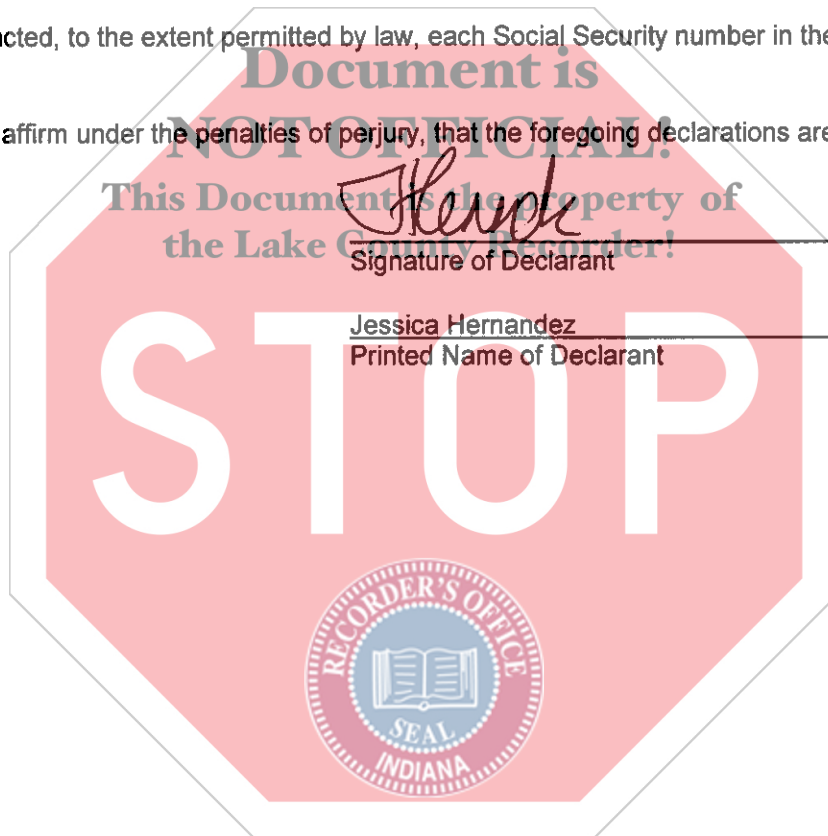 cted, to the extent permitted by law, each Social Security number in the
Document is
affirm under the penalties of perjury, that the foregoing declarations are
NOT OFFICIAL!
This Document is the property of
the Lake County Recorder!
Signature of Declarant
Jessica Hernandez
Printed Name of Declarant
STOP
RECORDER'S OFFICE
SEAL
INDIANA